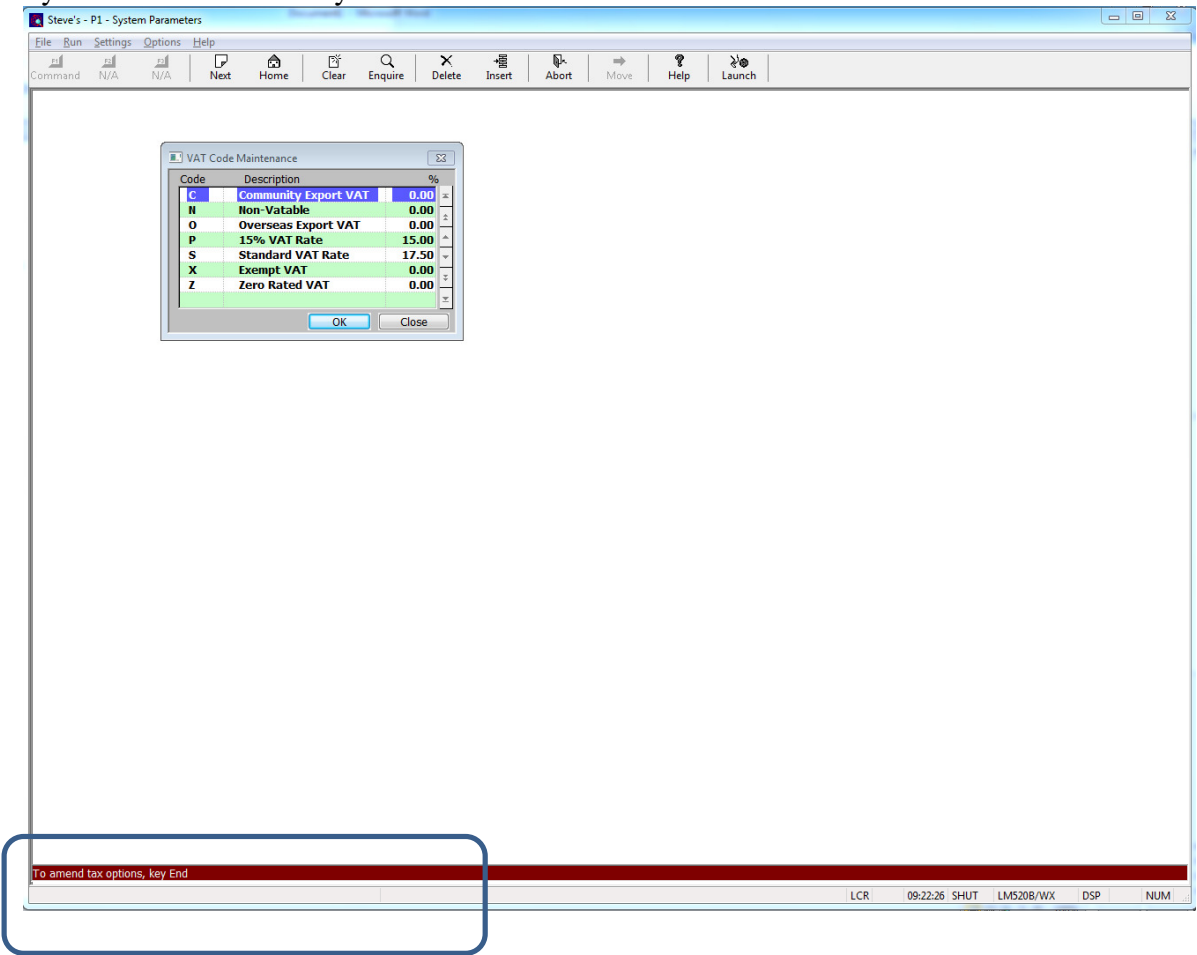 Steve's - P1 - System Parameters
File Run Settings Options Help
F1 F2 F3
Command N/A N/A Next Home Clear Enquire Delete Insert Abort Move Help Launch
VAT Code Maintenance
Code Description %
C Community Export VAT 0.00
N Non-Vatable 0.00
O Overseas Export VAT 0.00
P 15% VAT Rate 15.00
S Standard VAT Rate 17.50
X Exempt VAT 0.00
Z Zero Rated VAT 0.00
OK Close
To amend tax options, key End
LCR 09:22:26 SHUT LM520B/WX DSP NUM